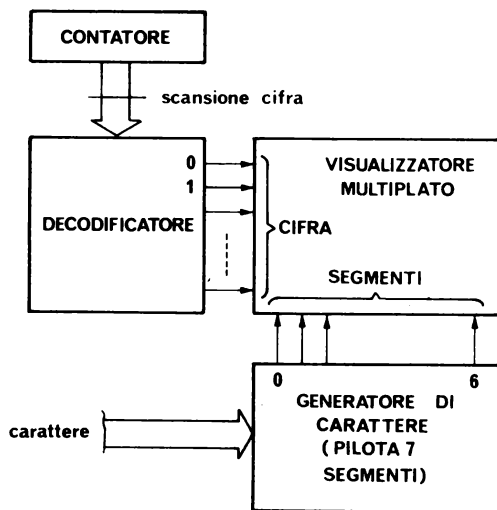 CONTATORE
scansione cifra
0
1
DECODIFICATORE
VISUALIZZATORE
MULTIPLATO
CIFRA
SEGMENTI
0
6
GENERATORE DI
CARATTERE
( PILOTA 7
SEGMENTI)
carattere